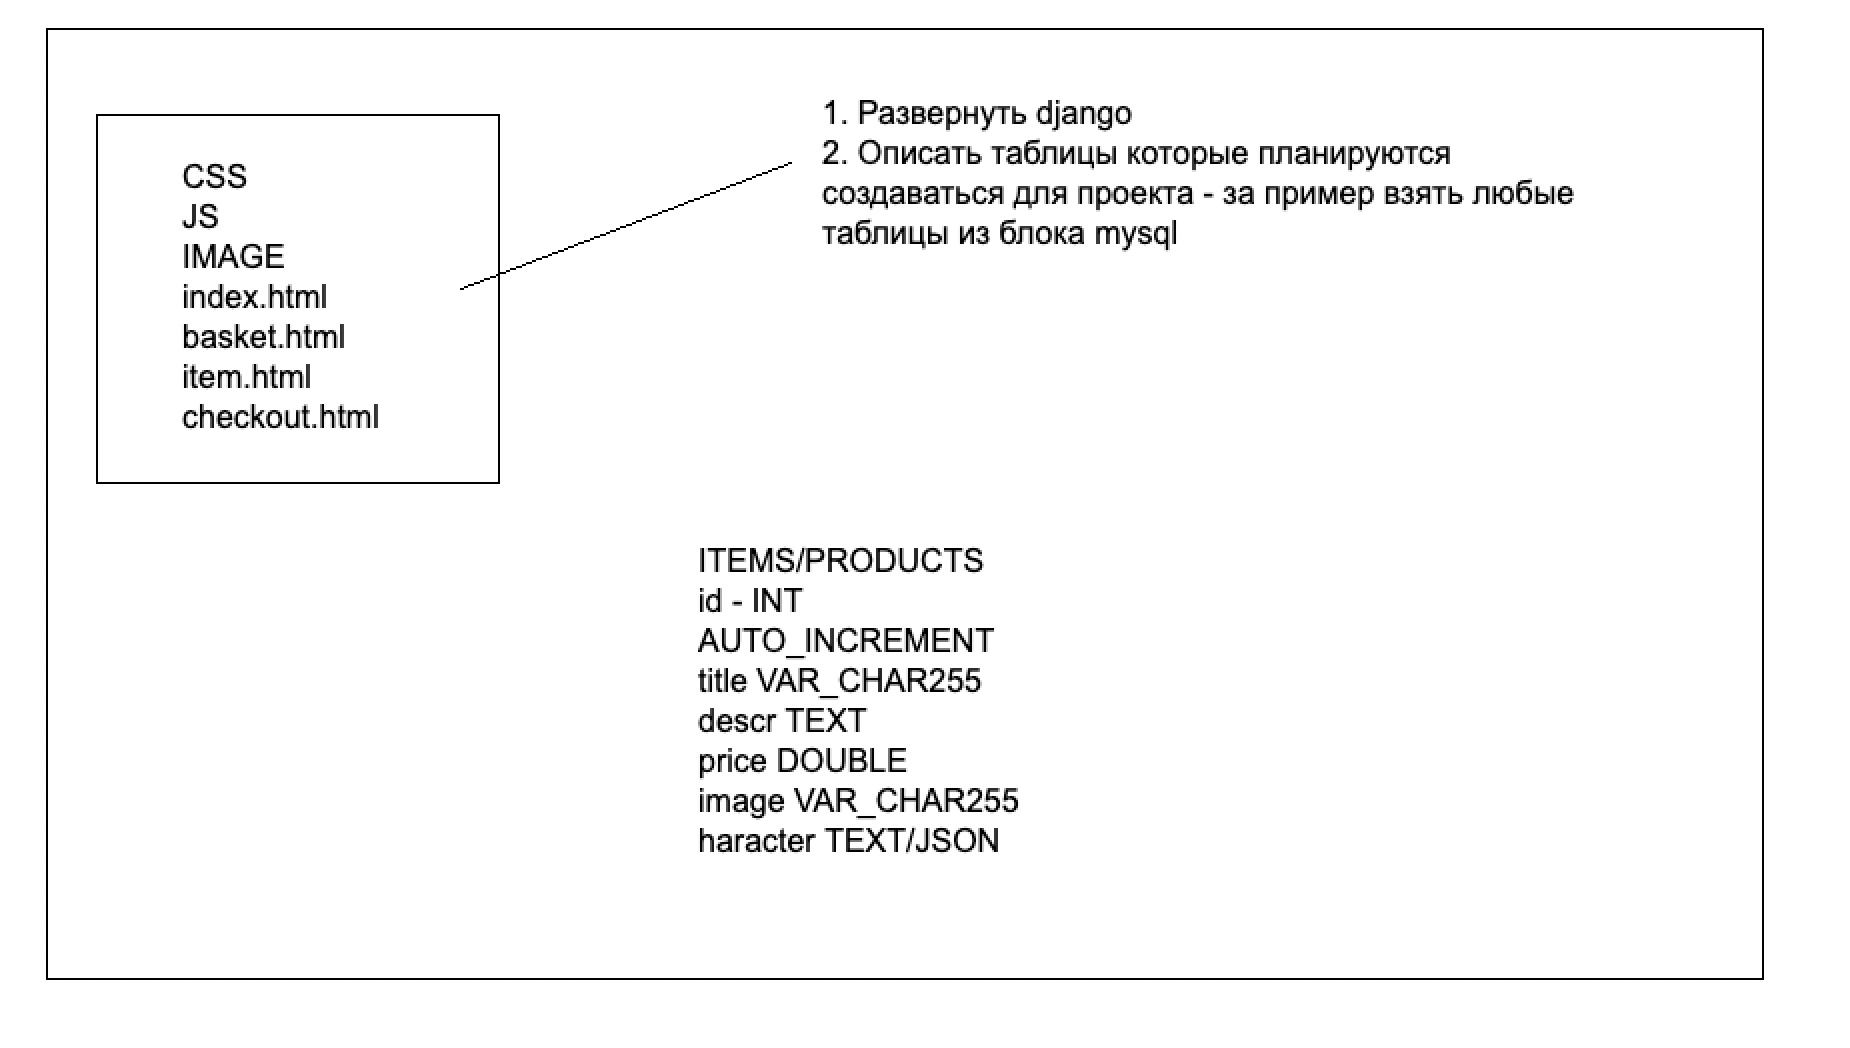 CSS
JS
IMAGE
index.html
basket.html
item.html
checkout.html
1. Развернуть django
2. Описать таблицы которые планируются
создаваться для проекта - за пример взять любые
таблицы из блока mysql
ITEMS/PRODUCTS
id - INT
AUTO_INCREMENT
title VAR_CHAR255
descr TEXT
price DOUBLE
image VAR_CHAR255
haracter TEXT/JSON